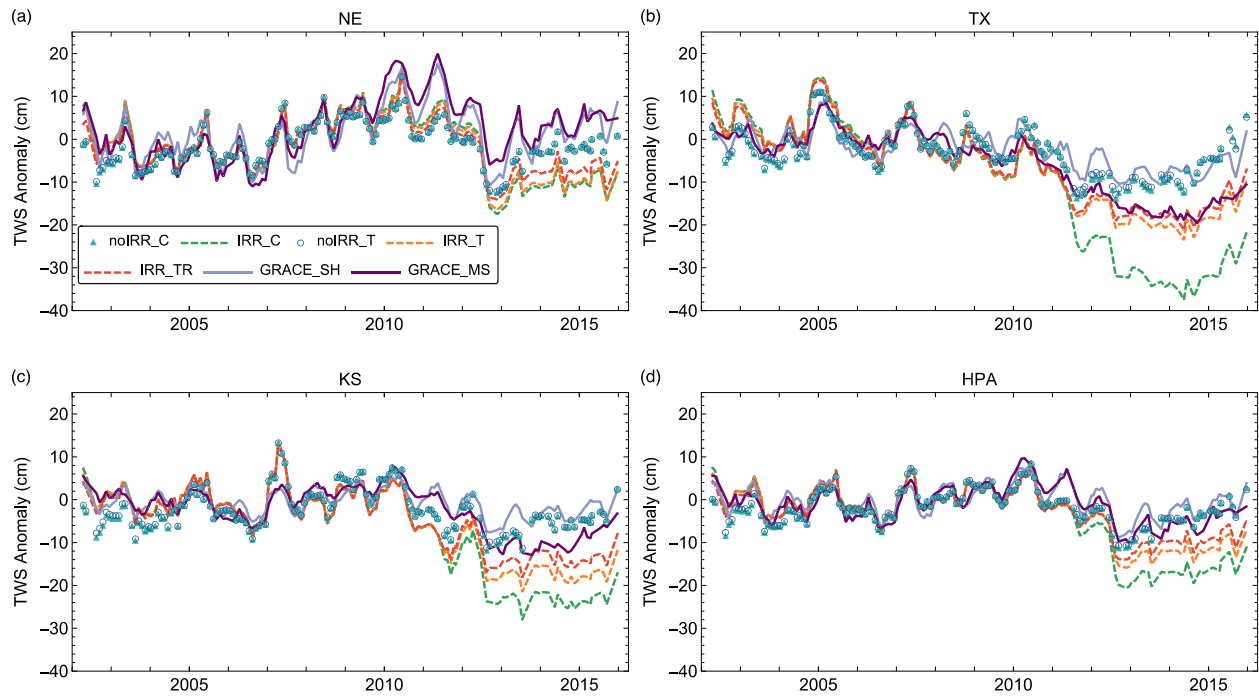 (a) NE
(b) TX
TWS Anomaly (cm)
20
10
0
−10
−20
−30
−40
2005 2010 2015
noIRR_C IRR_C noIRR_T IRR_T
IRR_TR GRACE_SH GRACE_MS
TWS Anomaly (cm)
20
10
0
−10
−20
−30
−40
2005 2010 2015
(c) KS
(d) HPA
TWS Anomaly (cm)
20
10
0
−10
−20
−30
−40
2005 2010 2015
TWS Anomaly (cm)
20
10
0
−10
−20
−30
−40
2005 2010 2015